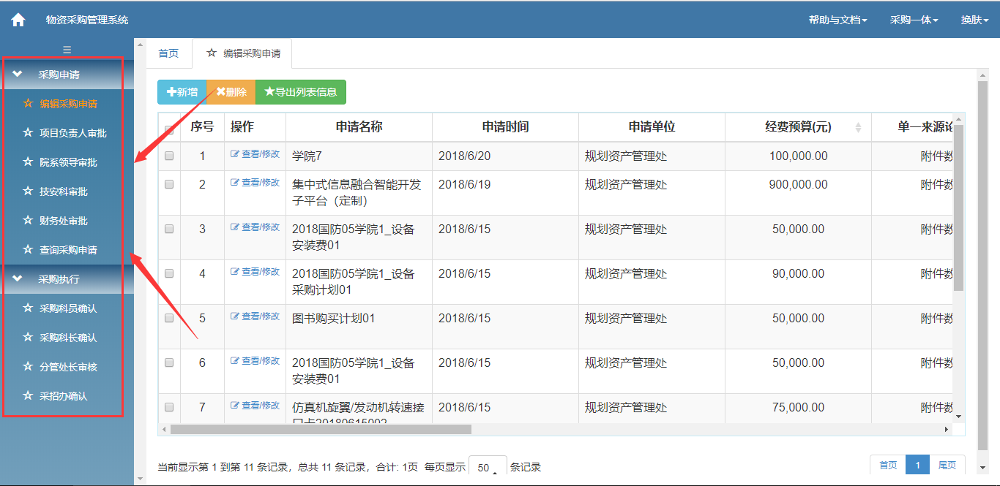 物资采购管理系统
帮助与文档
采购一体
换肤
采购申请
编辑采购申请
项目负责人审批
院系领导审批
技安科审批
财务处审批
查询采购申请
采购执行
采购科员确认
采购科长确认
分管处长审核
采招办确认
首页
编辑采购申请
新增
删除
导出列表信息
序号 操作 申请名称 申请时间 申请单位 经费预算(元) 单一来源论
1 查看/修改 学院7 2018/6/20 规划资产管理处 100,000.00 附件数
2 查看/修改 集中式信息融合智能开发 2018/6/19 规划资产管理处 900,000.00 附件数
子平台（定制）
3 查看/修改 2018国防05学院1_设备 2018/6/15 规划资产管理处 50,000.00 附件数
安装费01
4 查看/修改 2018国防05学院1_设备 2018/6/15 规划资产管理处 90,000.00 附件数
采购计划01
5 查看/修改 图书购买计划01 2018/6/15 规划资产管理处 50,000.00 附件数
6 查看/修改 2018国防05学院1_设备 2018/6/15 规划资产管理处 50,000.00 附件数
安装费01
7 查看/修改 仿真机旋翼/发动机转速接 2018/6/15 规划资产管理处 75,000.00 附件数
口卡20180615002
当前显示第 1 到第 11 条记录，总共 11 条记录，合计: 1页 每页显示 50 条记录
首页 1 尾页